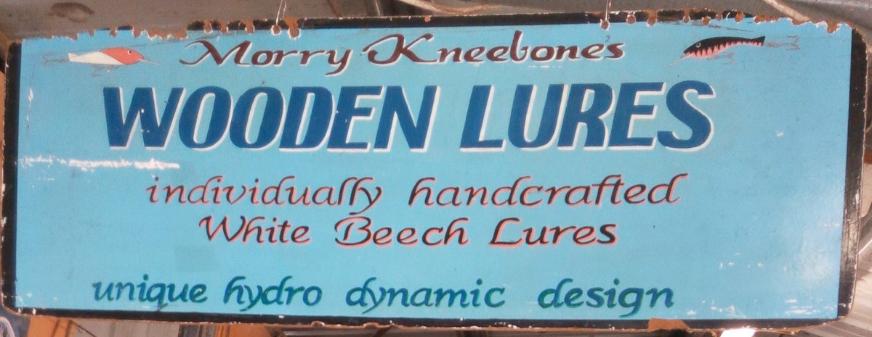 Morry Kneebone's
WOODEN LURES
individually handcrafted
White Beech Lures
unique hydro dynamic design